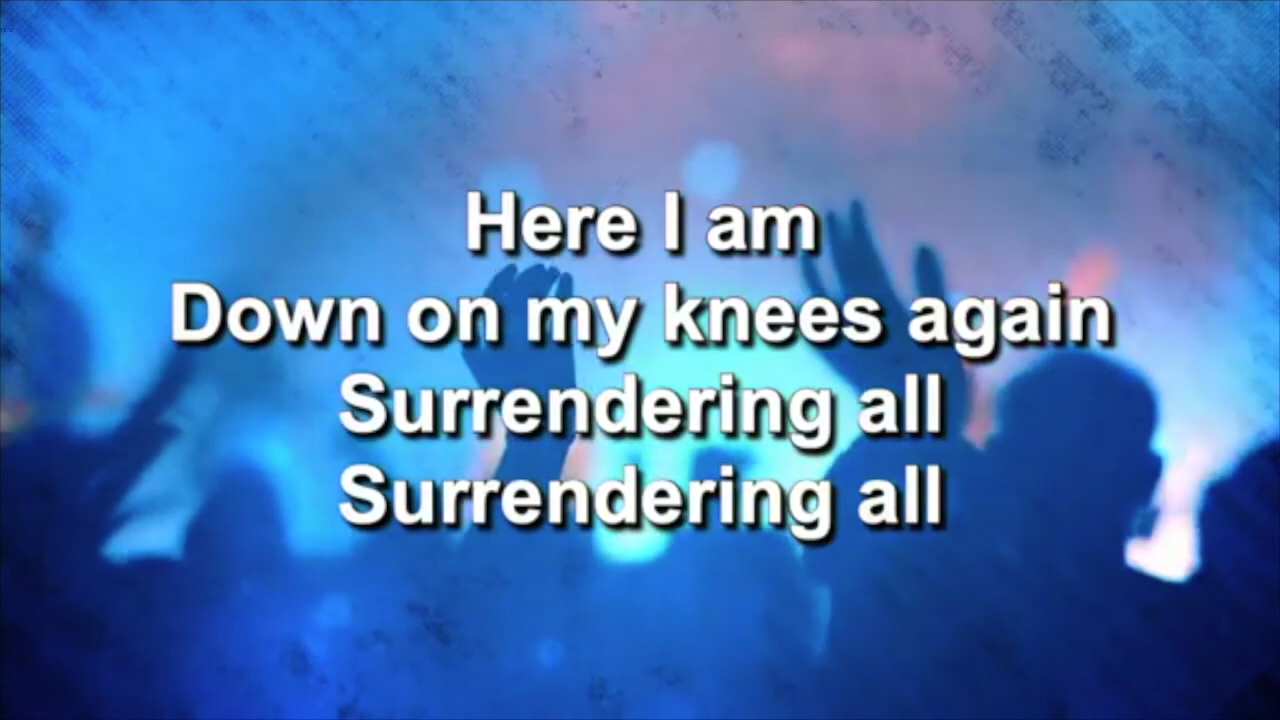 Here I am
Down on my knees again
Surrendering all
Surrendering all